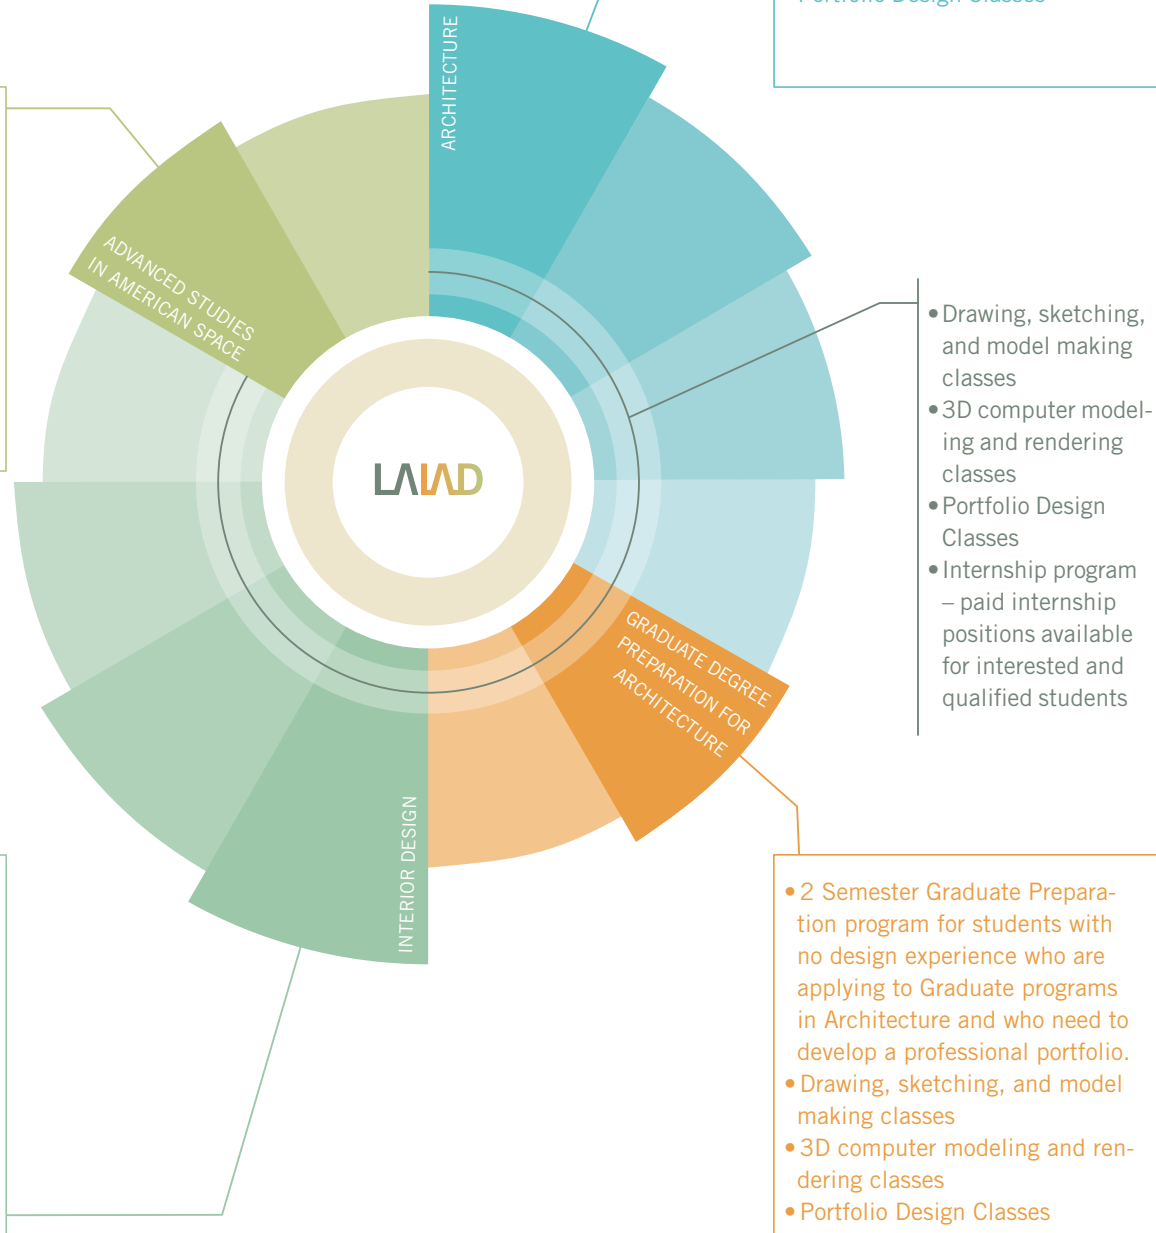 Portfolio Design Classes
ARCHITECTURE
ADVANCED STUDIES
IN AMERICAN SPACE
LAIAD
• Drawing, sketching,
and model making
classes
• 3D computer model-
ing and rendering
classes
• Portfolio Design
Classes
• Internship program
– paid internship
positions available
for interested and
qualified students
GRADUATE DEGREE
PREPARATION FOR
ARCHITECTURE
INTERIOR DESIGN
• 2 Semester Graduate Prepara-
tion program for students with
no design experience who are
applying to Graduate programs
in Architecture and who need to
develop a professional portfolio.
• Drawing, sketching, and model
making classes
• 3D computer modeling and ren-
dering classes
• Portfolio Design Classes